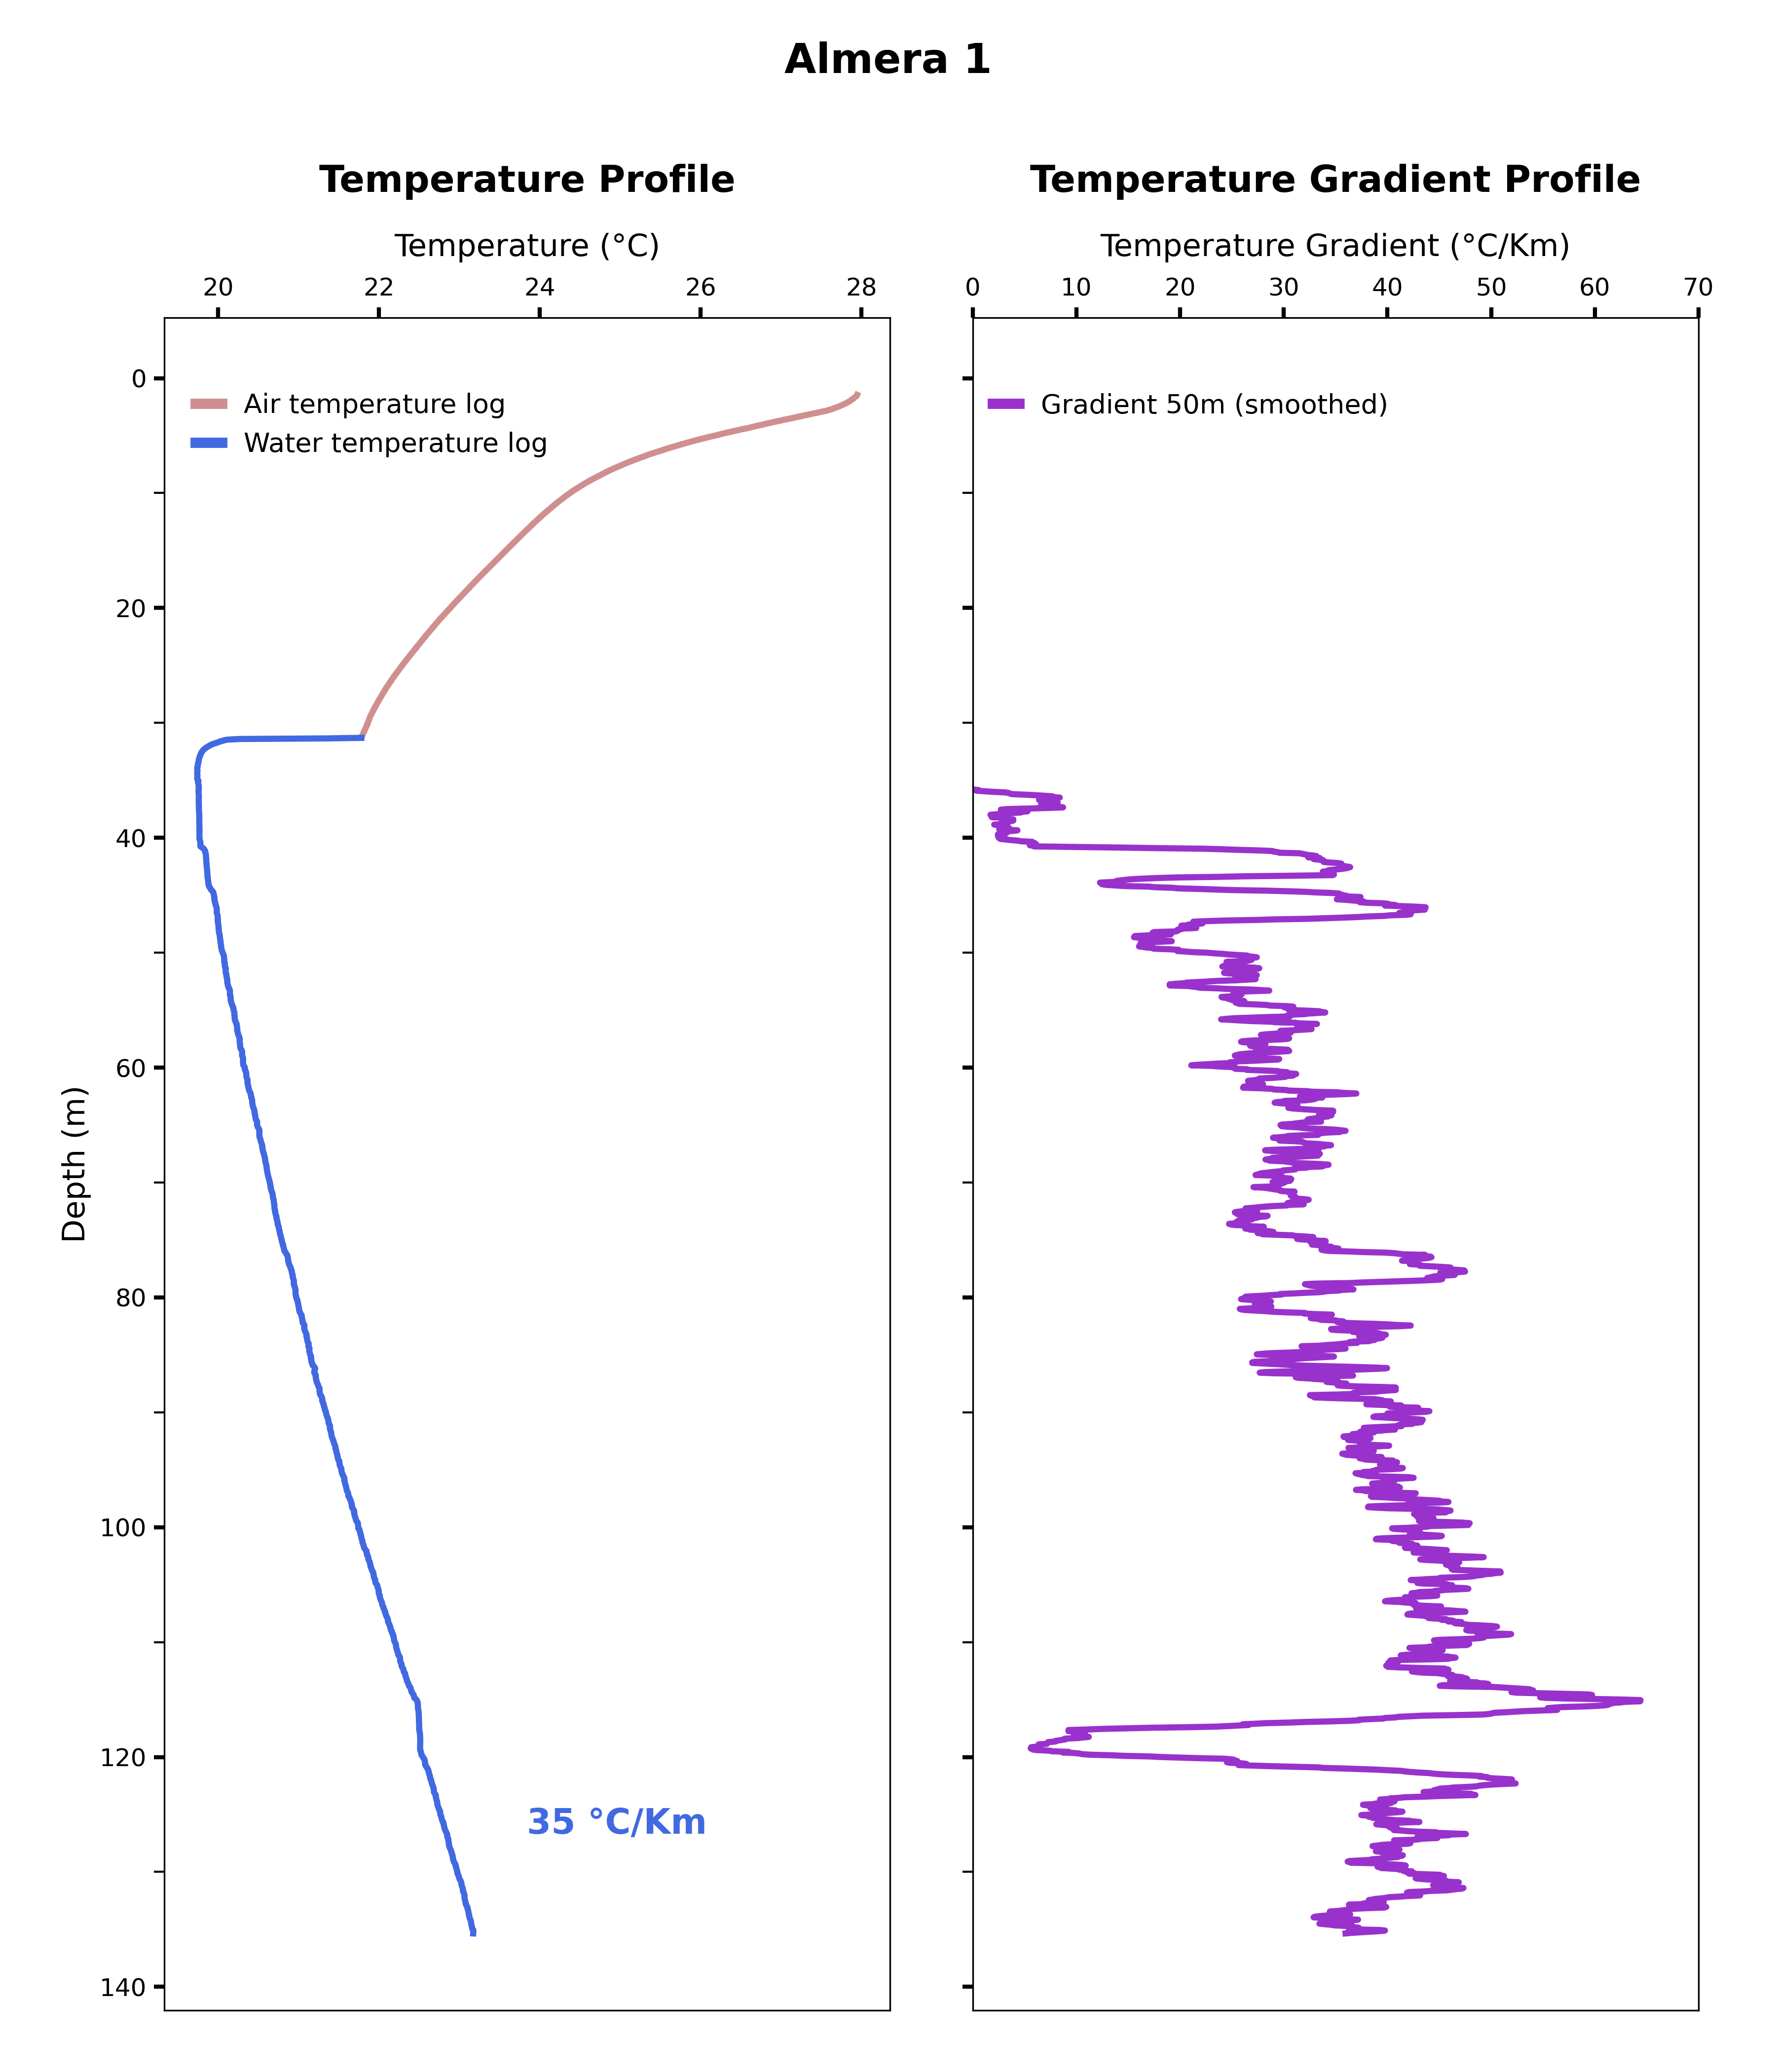 Almera 1
Temperature Profile
Temperature (°C)
20 22 24 26 28
Air temperature log
Water temperature log
Depth (m)
0
20
40
60
80
100
120
140
35 °C/Km
Temperature Gradient Profile
Temperature Gradient (°C/Km)
0 10 20 30 40 50 60 70
Gradient 50m (smoothed)